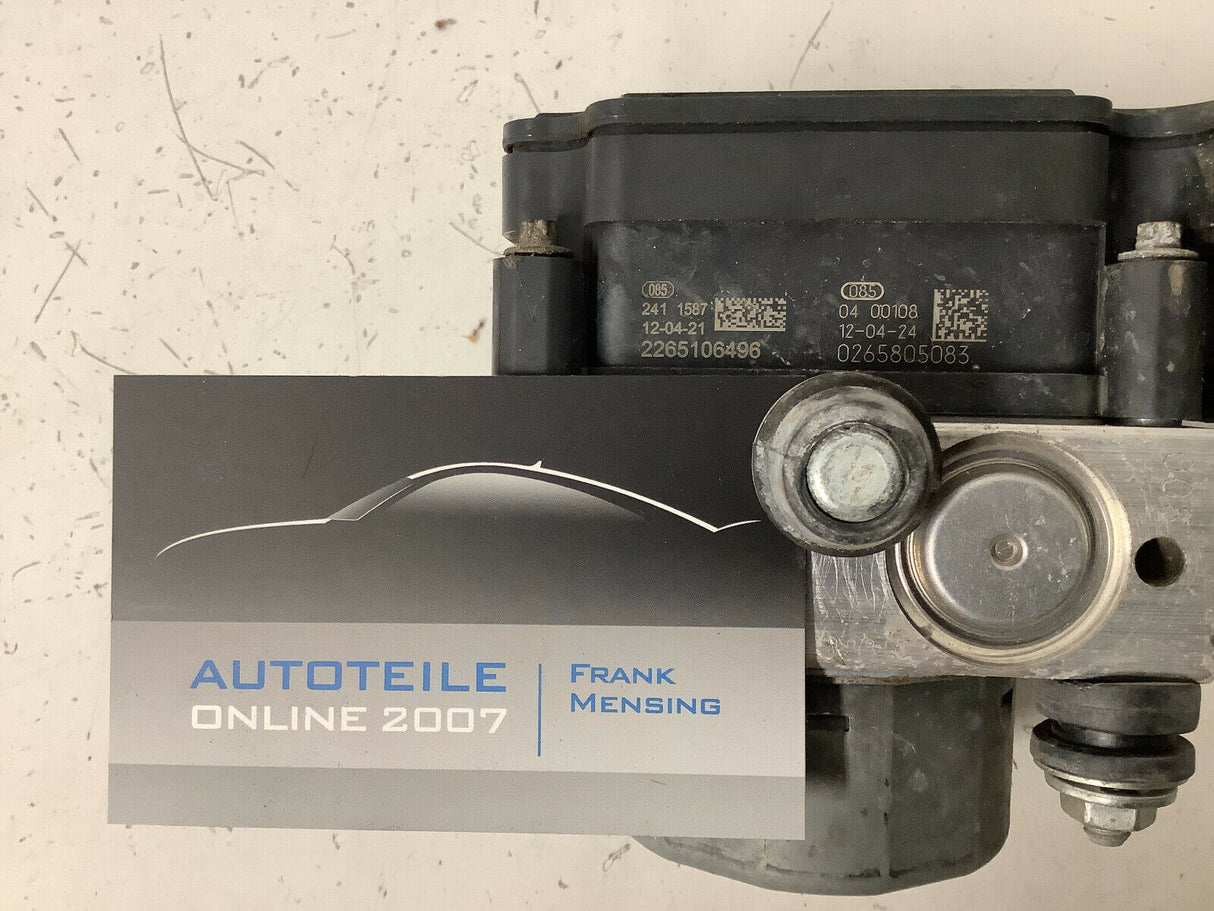 085
241 1587
12-04-21
2265106496
085
04 00108
12-04-24
0265805083
AUTOTEILE
ONLINE 2007
FRANK
MENSING